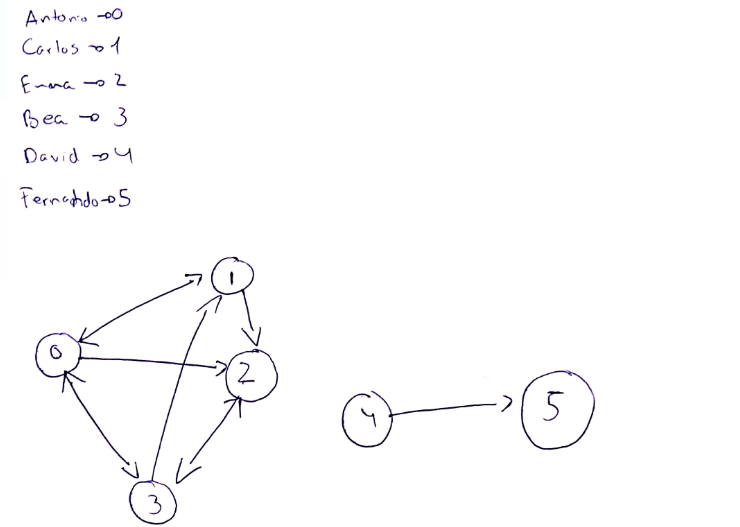 Antonio → 0
Carlos → 1
Emma → 2
Bea → 3
David → 4
Fernando → 5
1
0
2
3
4
5